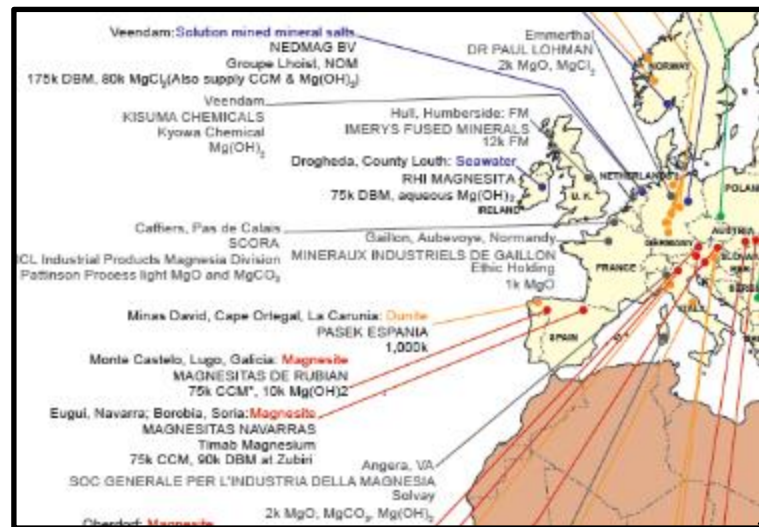 Veendam:Solution mined mineral salts
NEDMAG BV
Groupe Lhoist, NOM
175k DBM, 80k MgCl₂(Also supply CCM & Mg(OH)₂)
Veendam
KISUMA CHEMICALS
Kyowa Chemical
Mg(OH)₂
Emmerthal
DR PAUL LOHMAN
2k MgO, MgCl₂
Hull, Humberside: FM
IMERYS FUSED MINERALS
12k FM
Drogheda, County Louth: Seawater
RHI MAGNESITA
75k DBM, aqueous Mg(OH)₂
Caffiers, Pas de Calais
SCORA
ICL Industrial Products Magnesia Division
Pattinson Process light MgO and MgCO₃
Gaillon, Aubevoye, Normandy
MINERAUX INDUSTRIELS DE GAILLON
Ethic Holding
1k MgO
Minas David, Cape Ortegal, La Carunia: Dunite
PASEK ESPANIA
1,000k
Monte Castelo, Lugo, Galicia: Magnesite
MAGNESITAS DE RUBIAN
75k CCM*, 10k Mg(OH)2
Eugui, Navarra; Borobia, Soria:Magnesite
MAGNESITAS NAVARRAS
Timab Magnesium
75k CCM, 90k DBM at Zubiri
Angera, VA
SOC GENERALE PER L'INDUSTRIA DELLA MAGNESIA
Solvay
2k MgO, MgCO₃, Mg(OH)₂
Oberdorf: Magnesite
NORWAY
NETHERLANDS
U.K.
IRELAND
POLAND
GERMANY
AUSTRIA
FRANCE
SPAIN
ITALY